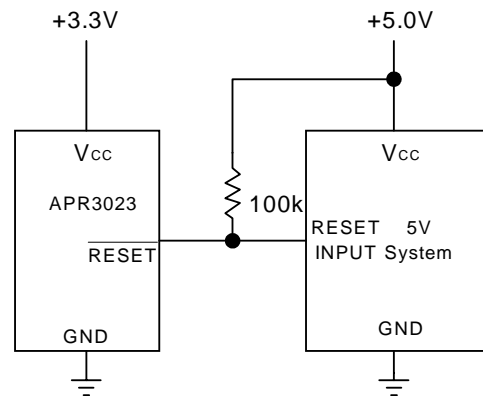 +3.3V
+5.0V
Vcc
APR3023
RESET
GND
100k
Vcc
RESET 5V
INPUT System
GND